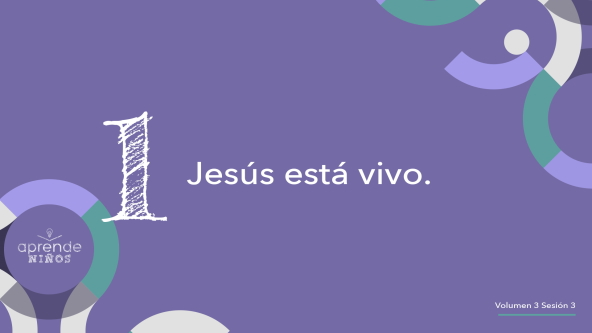 1
Jesús está vivo.
aprende
NIÑOS
Volumen 3 Sesión 3